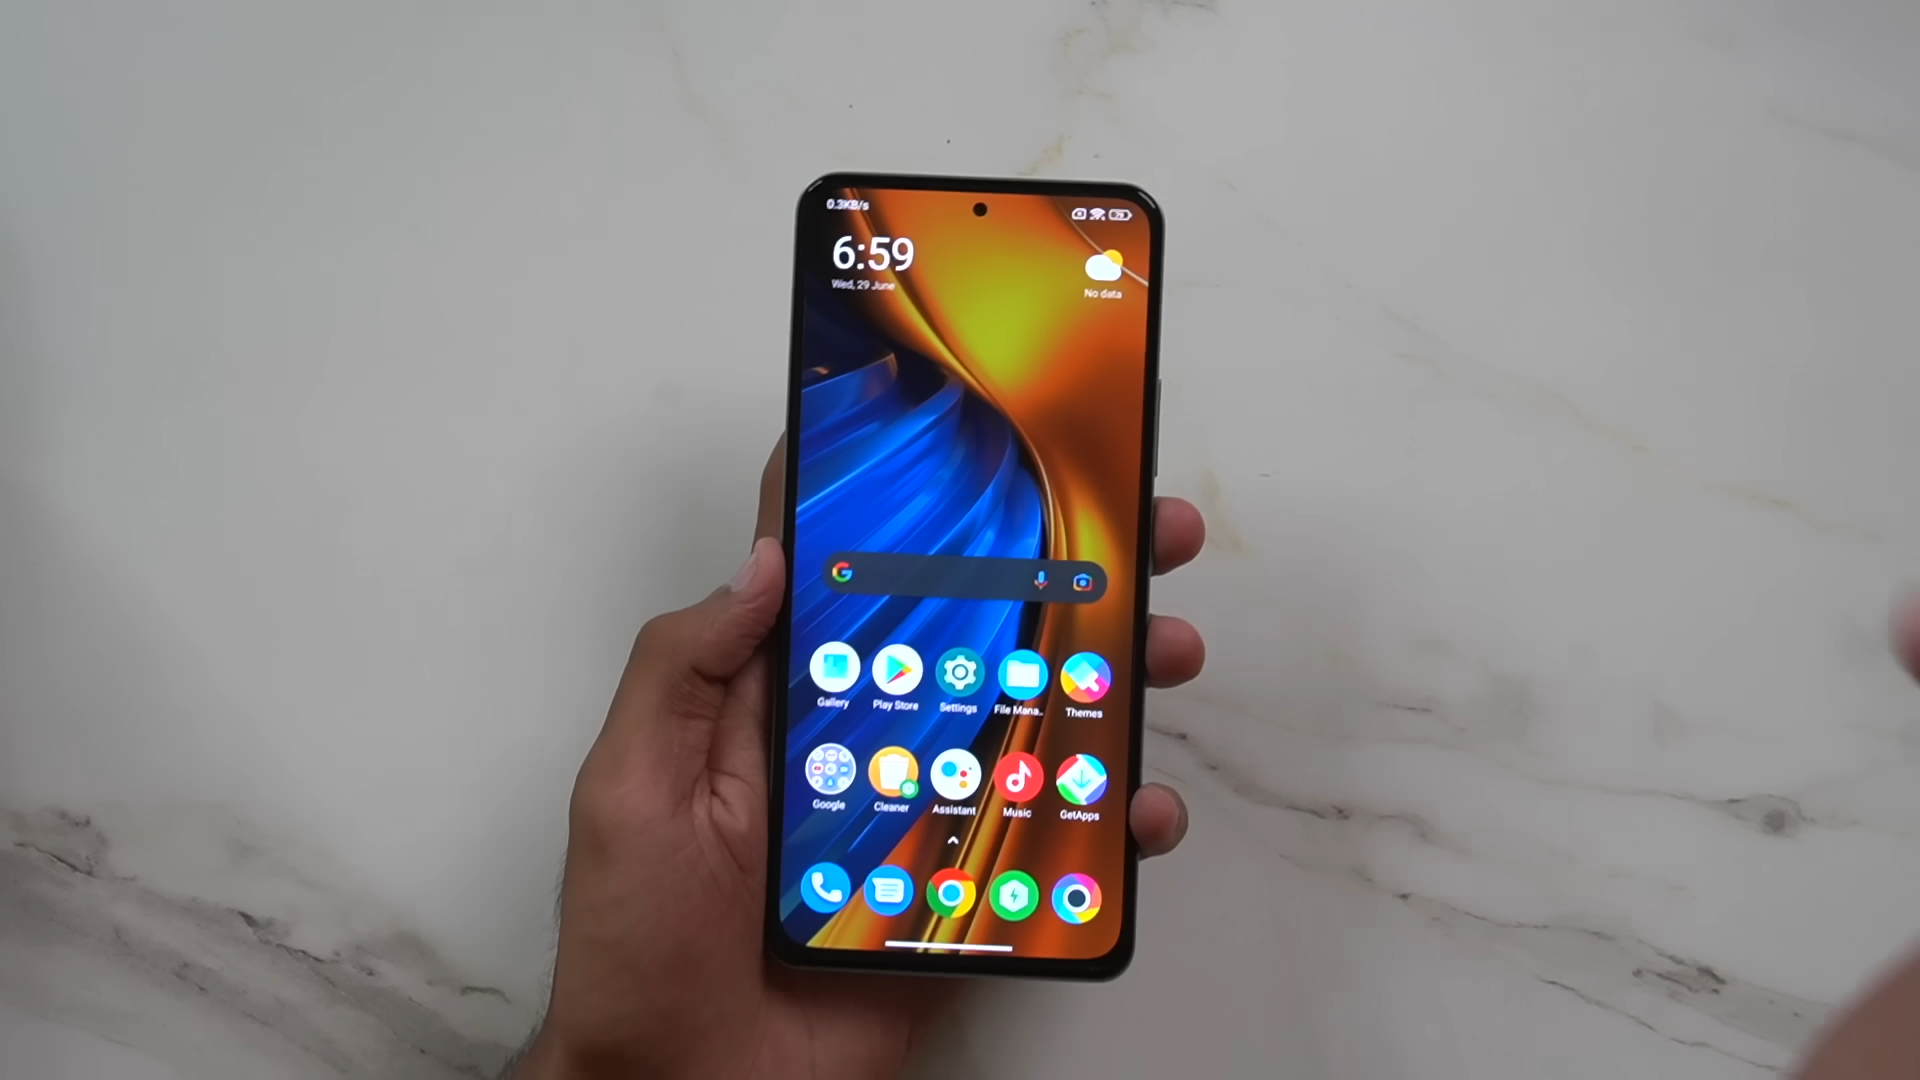 0.3KB/s
79
6:59
Wed, 29 June
No data
G
Gallery Play Store Settings File Mana.. Themes
Google Cleaner Assistant Music GetApps